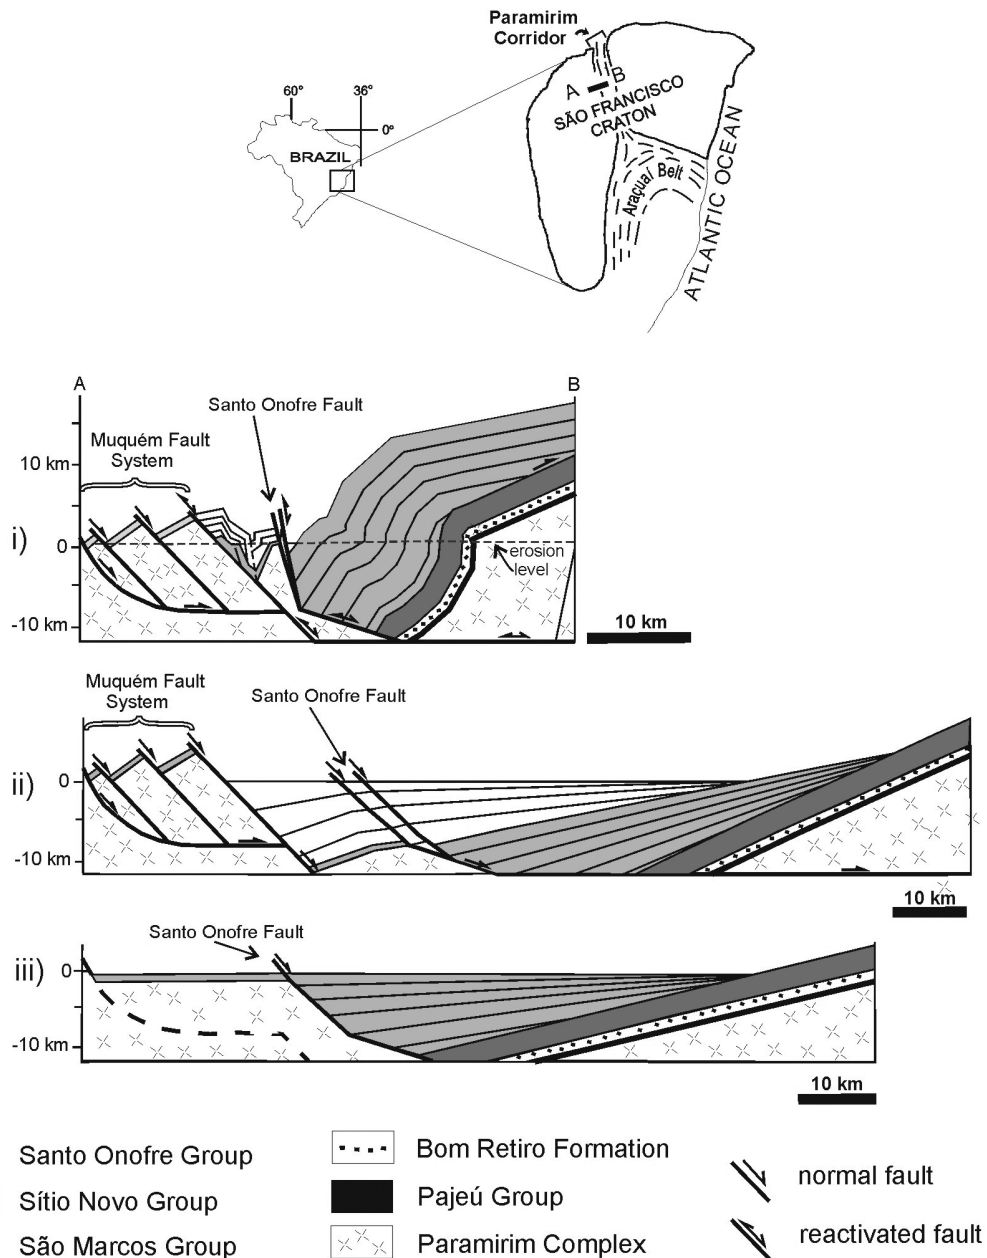 Paramirim
Corridor
60º
36º
0º
BRAZIL
A
B
SÃO FRANCISCO
CRATON
Araçuaí Belt
ATLANTIC OCEAN
A
B
Santo Onofre Fault
Muquém Fault
System
10 km
i)
0
erosion
level
-10 km
10 km
Muquém Fault
System
Santo Onofre Fault
ii)
0
-10 km
10 km
Santo Onofre Fault
iii)
0
-10 km
10 km
Santo Onofre Group
Sítio Novo Group
São Marcos Group
Bom Retiro Formation
Pajeú Group
Paramirim Complex
normal fault
reactivated fault